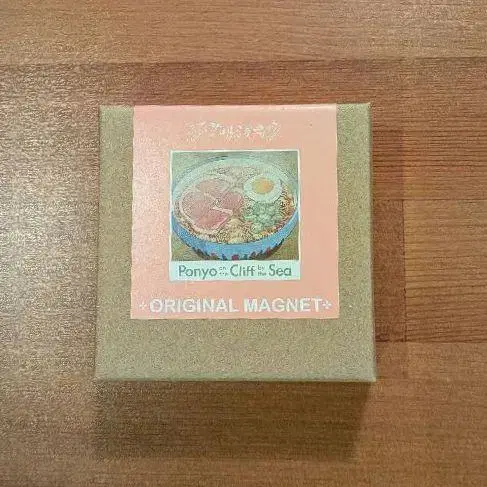 Ponyo on the Cliff by the Sea
ORIGINAL MAGNET